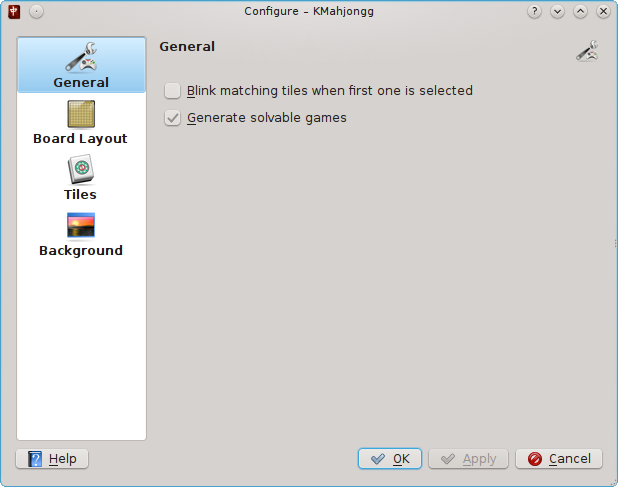 Configure – KMahjongg
General
General
Blink matching tiles when first one is selected
Generate solvable games
Board Layout
Tiles
Background
Help
OK
Apply
Cancel